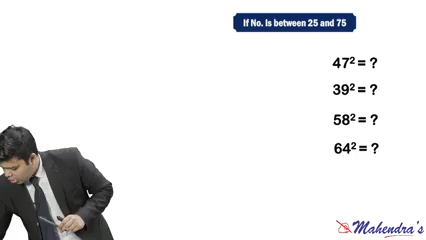 If No. is between 25 and 75
47² = ?
39² = ?
58² = ?
64² = ?
Mahendra's